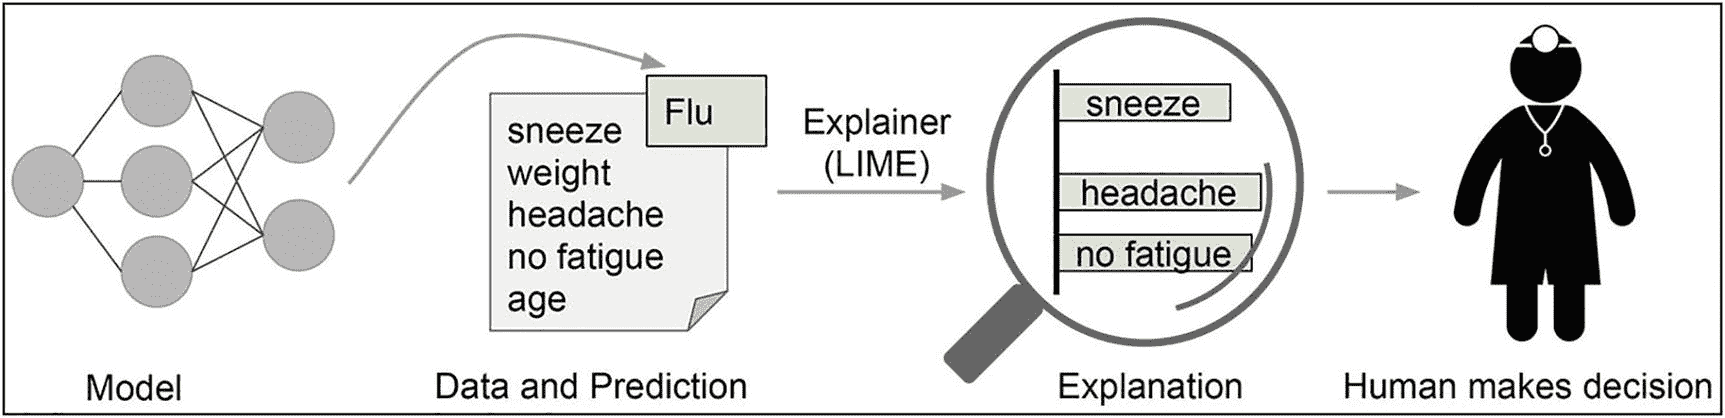 Flu
sneeze
weight
headache
no fatigue
age
Explainer
(LIME)
sneeze
headache
no fatigue
Model
Data and Prediction
Explanation
Human makes decision